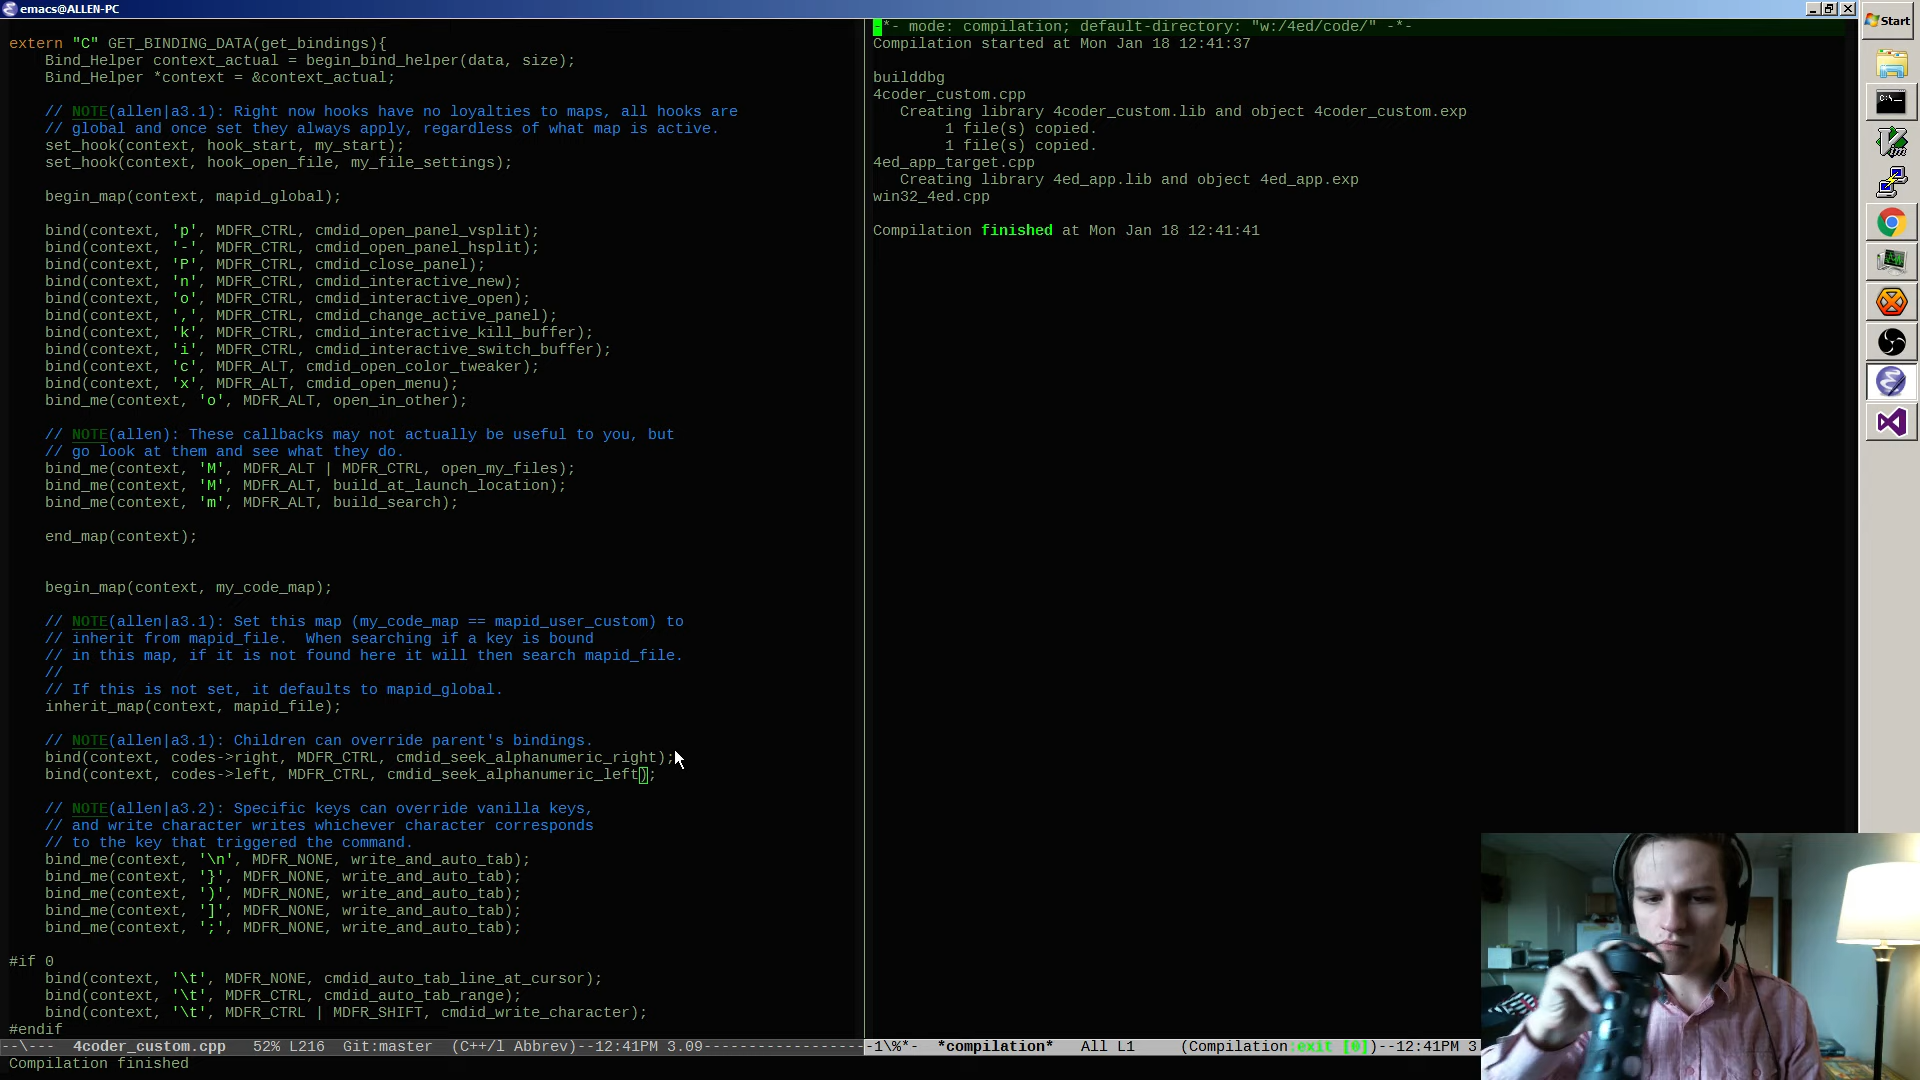 emacs@ALLEN-PC
extern "C" GET_BINDING_DATA(get_bindings){
    Bind_Helper context_actual = begin_bind_helper(data, size);
    Bind_Helper *context = &context_actual;
    // NOTE(allen|a3.1): Right now hooks have no loyalties to maps, all hooks are
    // global and once set they always apply, regardless of what map is active.
    set_hook(context, hook_start, my_start);
    set_hook(context, hook_open_file, my_file_settings);
    begin_map(context, mapid_global);
    bind(context, 'p', MDFR_CTRL, cmdid_open_panel_vsplit);
    bind(context, '-', MDFR_CTRL, cmdid_open_panel_hsplit);
    bind(context, 'P', MDFR_CTRL, cmdid_close_panel);
    bind(context, 'n', MDFR_CTRL, cmdid_interactive_new);
    bind(context, 'o', MDFR_CTRL, cmdid_interactive_open);
    bind(context, ',', MDFR_CTRL, cmdid_change_active_panel);
    bind(context, 'k', MDFR_CTRL, cmdid_interactive_kill_buffer);
    bind(context, 'i', MDFR_CTRL, cmdid_interactive_switch_buffer);
    bind(context, 'c', MDFR_ALT, cmdid_open_color_tweaker);
    bind(context, 'x', MDFR_ALT, cmdid_open_menu);
    bind_me(context, 'o', MDFR_ALT, open_in_other);
    // NOTE(allen): These callbacks may not actually be useful to you, but
    // go look at them and see what they do.
    bind_me(context, 'M', MDFR_ALT | MDFR_CTRL, open_my_files);
    bind_me(context, 'M', MDFR_ALT, build_at_launch_location);
    bind_me(context, 'm', MDFR_ALT, build_search);
    end_map(context);
    begin_map(context, my_code_map);
    // NOTE(allen|a3.1): Set this map (my_code_map == mapid_user_custom) to
    // inherit from mapid_file.  When searching if a key is bound
    // in this map, if it is not found here it will then search mapid_file.
    //
    // If this is not set, it defaults to mapid_global.
    inherit_map(context, mapid_file);
    // NOTE(allen|a3.1): Children can override parent's bindings.
    bind(context, codes->right, MDFR_CTRL, cmdid_seek_alphanumeric_right);
    bind(context, codes->left, MDFR_CTRL, cmdid_seek_alphanumeric_left);
    // NOTE(allen|a3.2): Specific keys can override vanilla keys,
    // and write character writes whichever character corresponds
    // to the key that triggered the command.
    bind_me(context, '\n', MDFR_NONE, write_and_auto_tab);
    bind_me(context, '}', MDFR_NONE, write_and_auto_tab);
    bind_me(context, ')', MDFR_NONE, write_and_auto_tab);
    bind_me(context, ']', MDFR_NONE, write_and_auto_tab);
    bind_me(context, ';', MDFR_NONE, write_and_auto_tab);
#if 0
    bind(context, '\t', MDFR_NONE, cmdid_auto_tab_line_at_cursor);
    bind(context, '\t', MDFR_CTRL, cmdid_auto_tab_range);
    bind(context, '\t', MDFR_CTRL | MDFR_SHIFT, cmdid_write_character);
#endif
--\---  4coder_custom.cpp   52% L216  Git:master  (C++/l Abbrev)--12:41PM 3.09------------------
Compilation finished
-*- mode: compilation; default-directory: "w:/4ed/code/" -*-
Compilation started at Mon Jan 18 12:41:37
builddbg
4coder_custom.cpp
   Creating library 4coder_custom.lib and object 4coder_custom.exp
        1 file(s) copied.
        1 file(s) copied.
4ed_app_target.cpp
   Creating library 4ed_app.lib and object 4ed_app.exp
win32_4ed.cpp
Compilation finished at Mon Jan 18 12:41:41
-1\%*-  *compilation*   All L1     (Compilation:exit [0])--12:41PM 3
Start